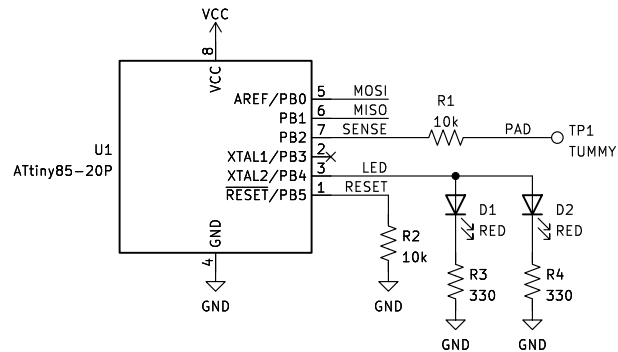 VCC
8
VCC
AREF/PB0 5 MOSI
PB1 6 MISO
PB2 7 SENSE
R1
10k
PAD
TP1
TUMMY
U1
ATtiny85-20P
XTAL1/PB3 2
XTAL2/PB4 3 LED
RESET/PB5 1 RESET
D1
RED
D2
RED
GND
4
GND
R2
10k
GND
R3
330
R4
330
GND
GND